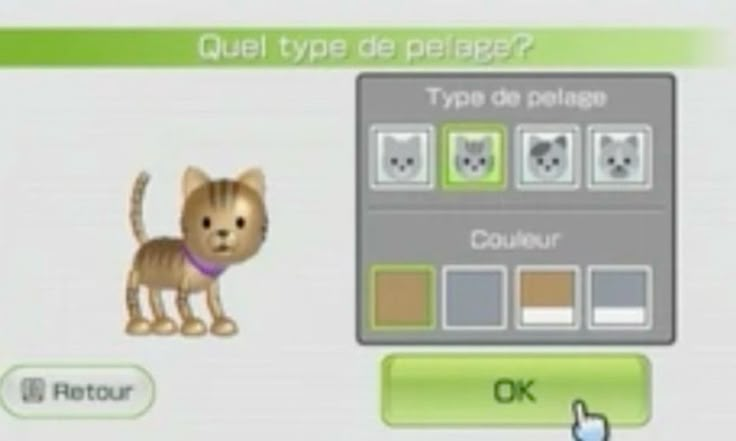 Quel type de pelage?
Type de pelage
Couleur
Retour
OK